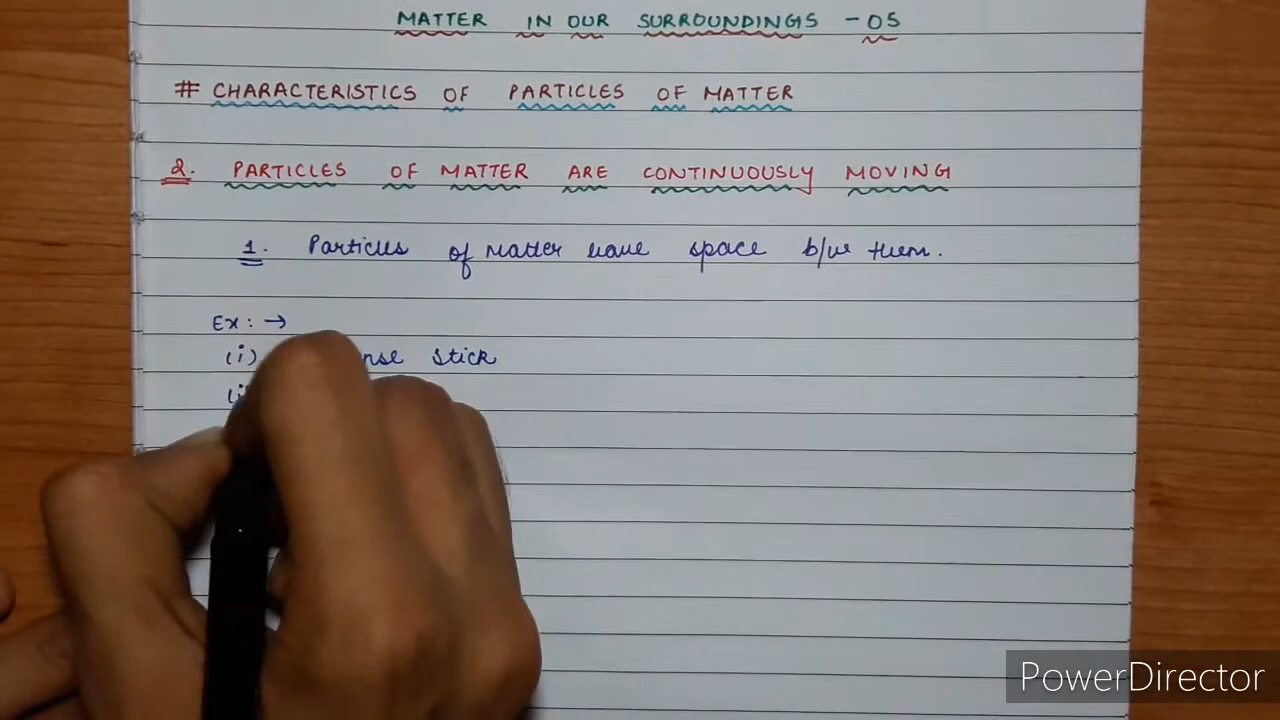 MATTER IN OUR SURROUNDINGS - 05
# CHARACTERISTICS OF PARTICLES OF MATTER
2. PARTICLES OF MATTER ARE CONTINUOUSLY MOVING
1. Particles of matter have space b/w them.
Ex: →
(i) stick
PowerDirector